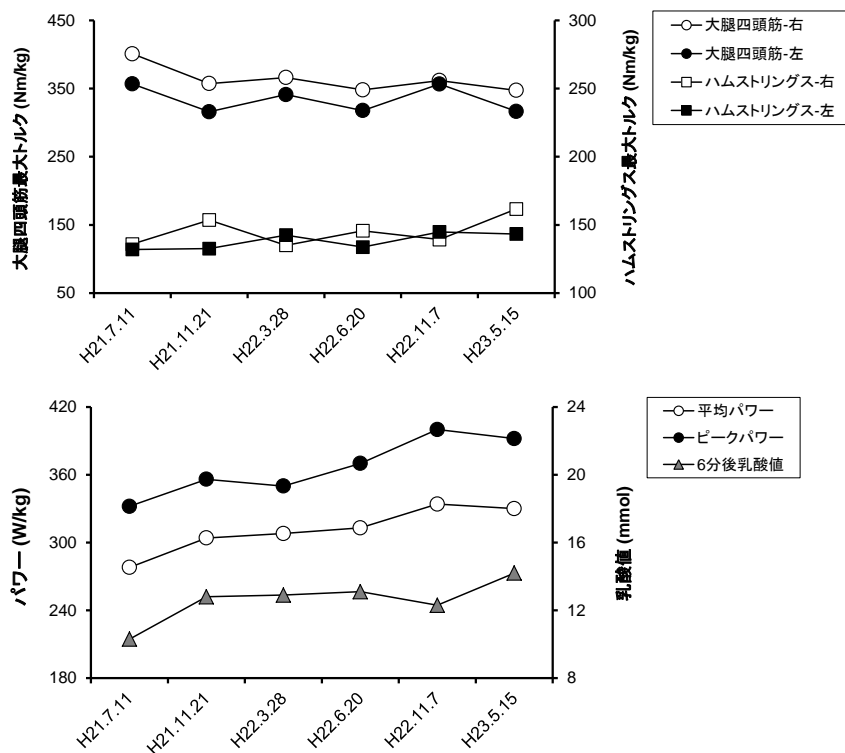 450
350
250
150
50
大腿四頭筋最大トルク (Nm/kg)
300
250
200
150
100
ハムストリングス最大トルク (Nm/kg)
大腿四頭筋-右
大腿四頭筋-左
ハムストリングス-右
ハムストリングス-左
H21.7.11
H21.11.21
H22.3.28
H22.6.20
H22.11.7
H23.5.15
420
360
300
240
180
パワー (W/kg)
24
20
16
12
8
乳酸値 (mmol)
平均パワー
ピークパワー
6分後乳酸値
H21.7.11
H21.11.21
H22.3.28
H22.6.20
H22.11.7
H23.5.15